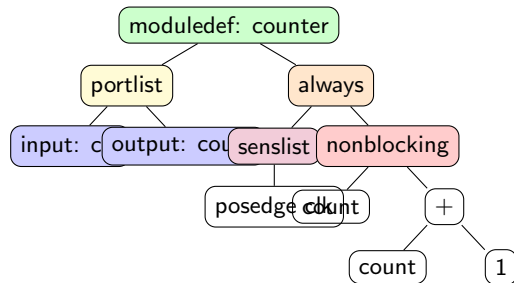 moduledef: counter
portlist
always
input: c
output: cou
senslist
nonblocking
posedge clk
count
+
count
1